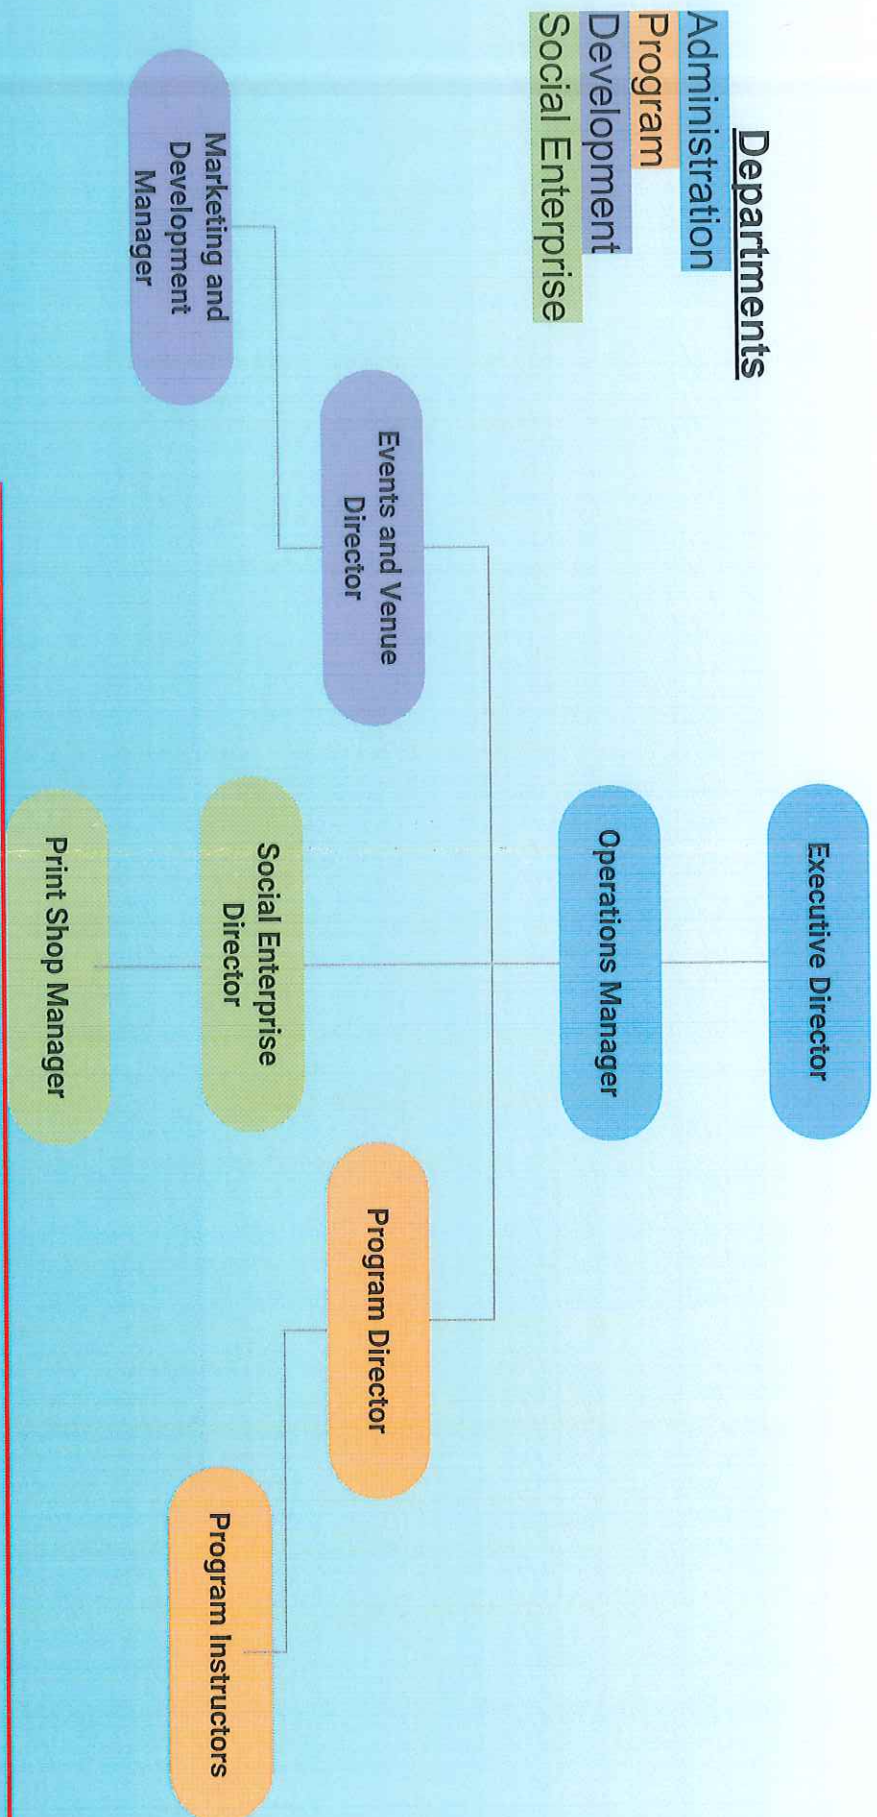 Departments
Administration
Program
Development
Social Enterprise
Executive Director
Operations Manager
Events and Venue
Director
Program Director
Social Enterprise
Director
Marketing and
Development
Manager
Program Instructors
Print Shop Manager